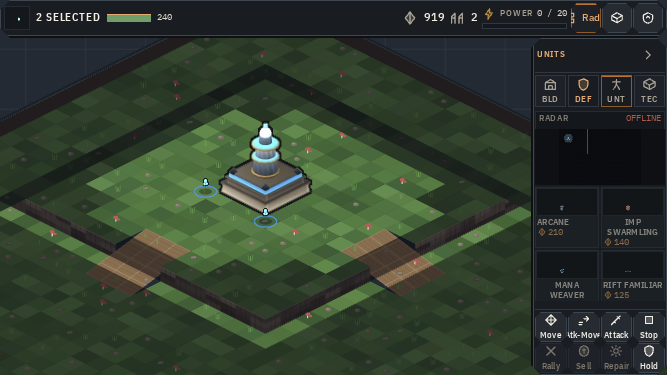 2 SELECTED 240
919 2 POWER 0 / 20 Rad
UNITS
BLD DEF UNT TEC
RADAR OFFLINE
ARCANE
210
IMP SWARMLING
140
MANA WEAVER
RIFT FAMILIAR
125
Move Atk-Move Attack Stop
Rally Sell Repair Hold